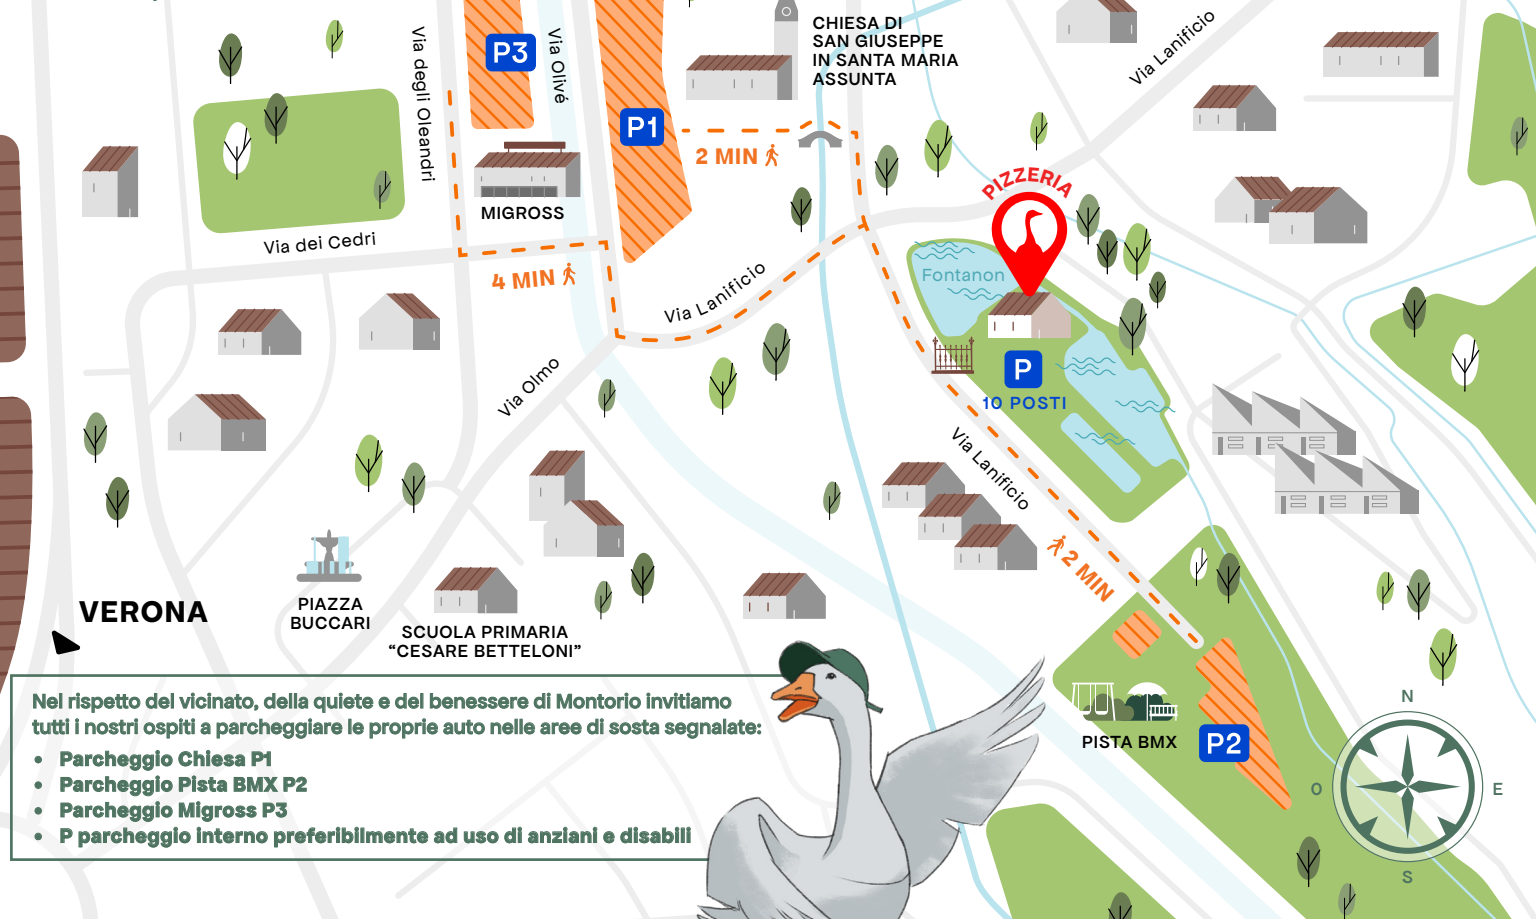 CHIESA DI
SAN GIUSEPPE
IN SANTA MARIA
ASSUNTA
Via degli Oleandri
P3
Via Olivé
P1
2 MIN
Via Lanificio
MIGROSS
PIZZERIA
Via dei Cedri
4 MIN
Via Lanificio
Fontanon
P
10 POSTI
Via Olmo
Via Lanificio
2 MIN
VERONA
PIAZZA
BUCCARI
SCUOLA PRIMARIA
“CESARE BETTELONI”
Nel rispetto del vicinato, della quiete e del benessere di Montorio invitiamo
tutti i nostri ospiti a parcheggiare le proprie auto nelle aree di sosta segnalate:
• Parcheggio Chiesa P1
• Parcheggio Pista BMX P2
• Parcheggio Migross P3
• P parcheggio interno preferibilmente ad uso di anziani e disabili
PISTA BMX
P2
N
O
E
S